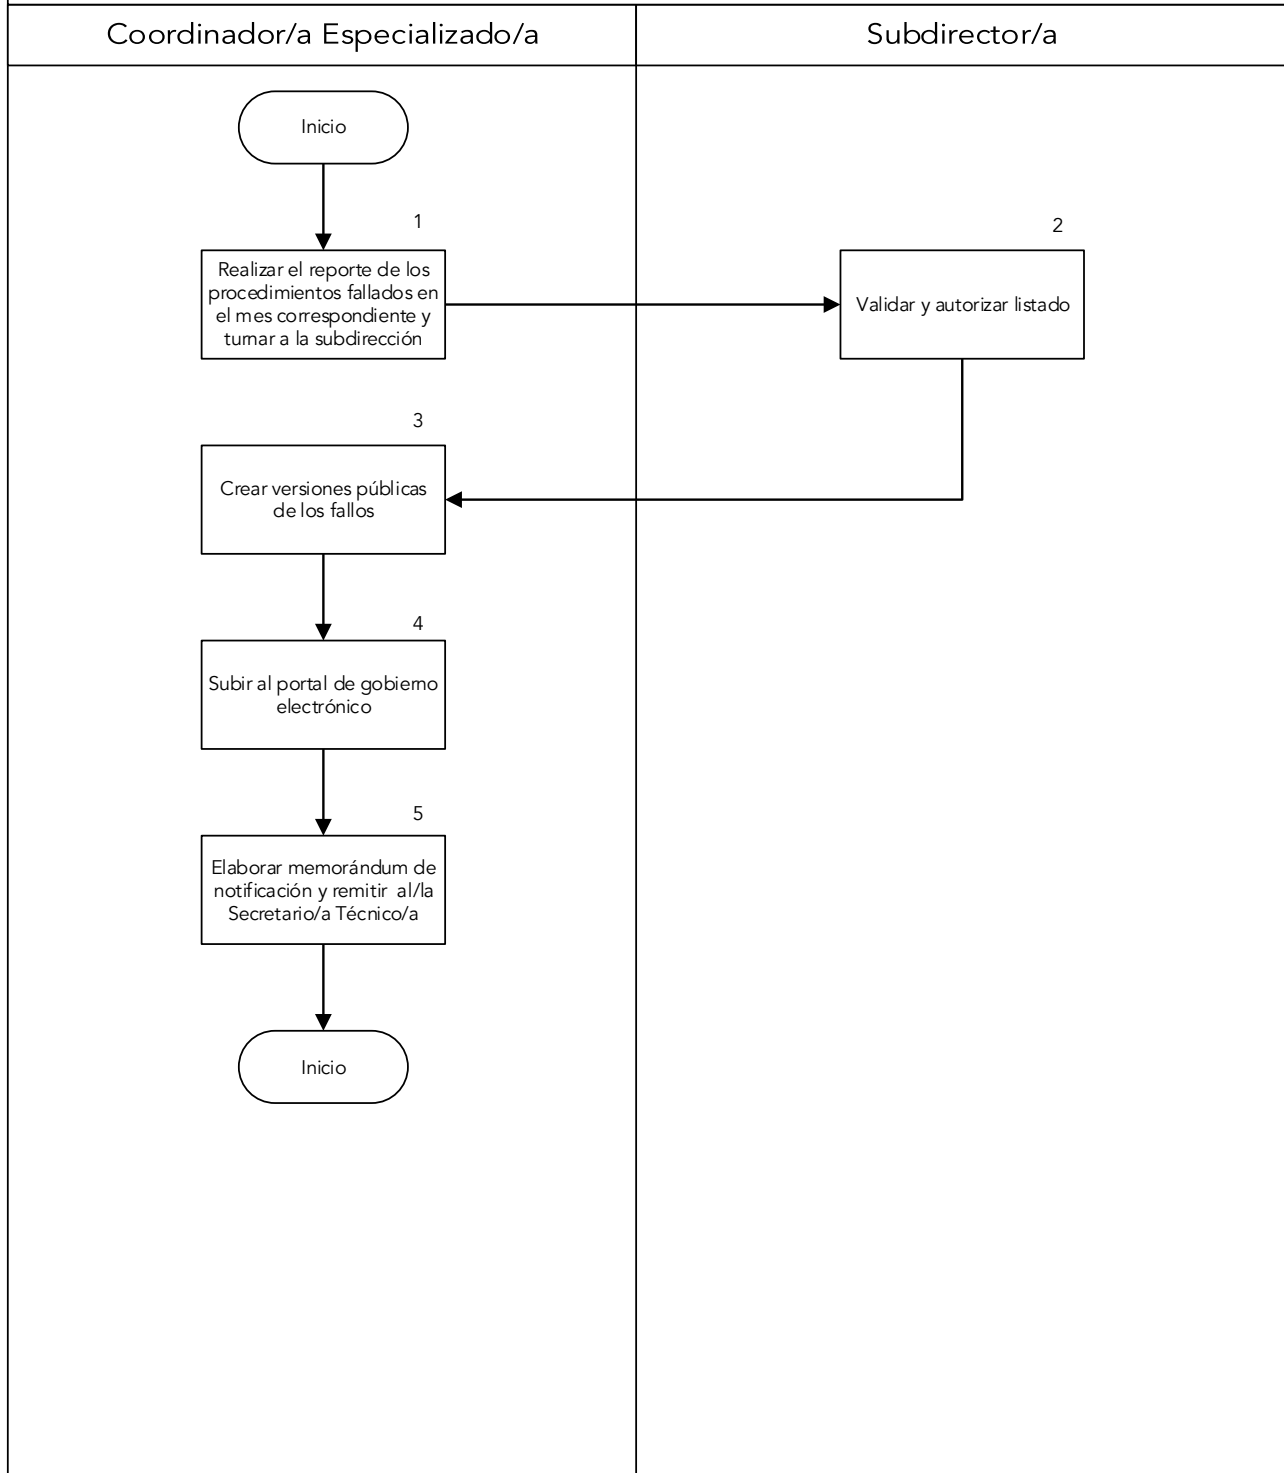 Coordinador/a Especializado/a
Subdirector/a
Inicio
1
Realizar el reporte de los
procedimientos fallados en
el mes correspondiente y
turnar a la subdirección
2
Validar y autorizar listado
3
Crear versiones públicas
de los fallos
4
Subir al portal de gobierno
electrónico
5
Elaborar memorándum de
notificación y remitir al/la
Secretario/a Técnico/a
Inicio